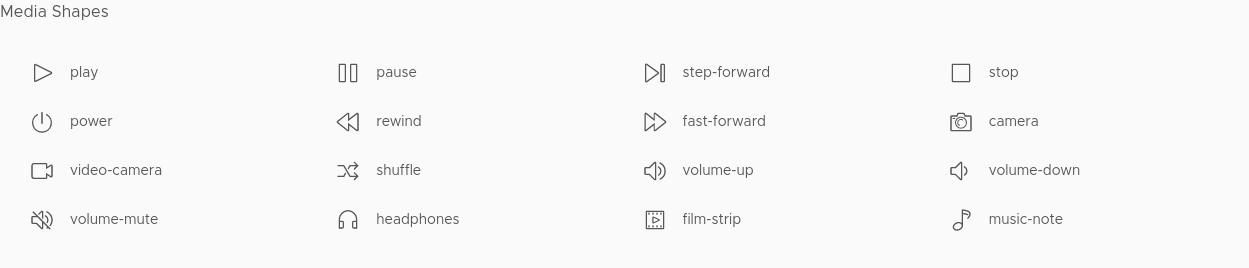 Media Shapes
play pause step-forward stop
power rewind fast-forward camera
video-camera shuffle volume-up volume-down
volume-mute headphones film-strip music-note